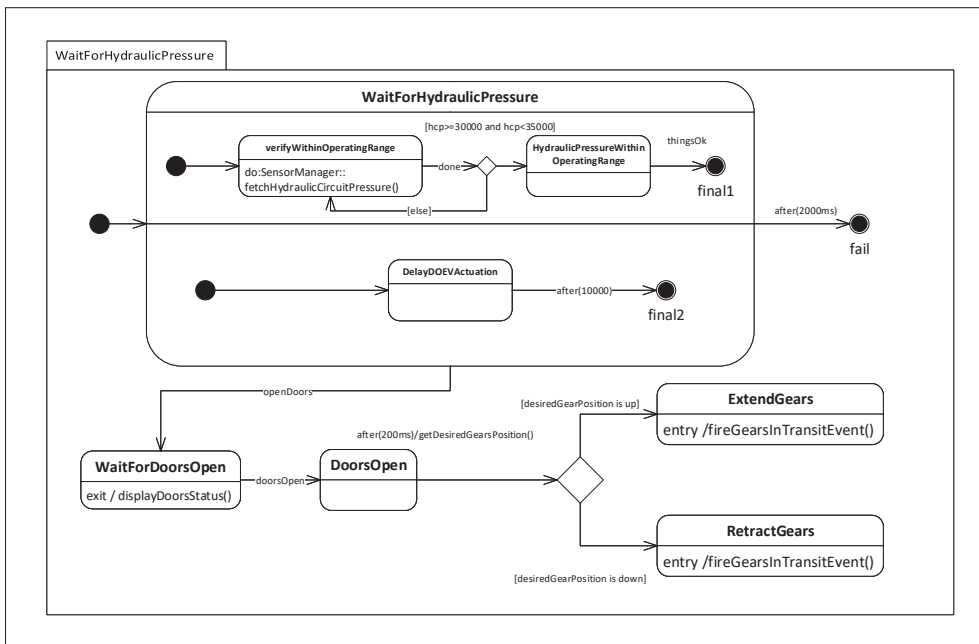 WaitForHydraulicPressure
WaitForHydraulicPressure
[hcp>=30000 and hcp<35000]
verifyWithinOperatingRange
do:SensorManager::
fetchHydraulicCircuitPressure()
done
[else]
HydraulicPressureWithin
OperatingRange
thingsOk
final1
after(2000ms)
fail
DelayDOEVActuation
after(10000)
final2
openDoors
WaitForDoorsOpen
exit / displayDoorsStatus()
doorsOpen
after(200ms)/getDesiredGearsPosition()
DoorsOpen
[desiredGearPosition is up]
ExtendGears
entry /fireGearsInTransitEvent()
RetractGears
entry /fireGearsInTransitEvent()
[desiredGearPosition is down]